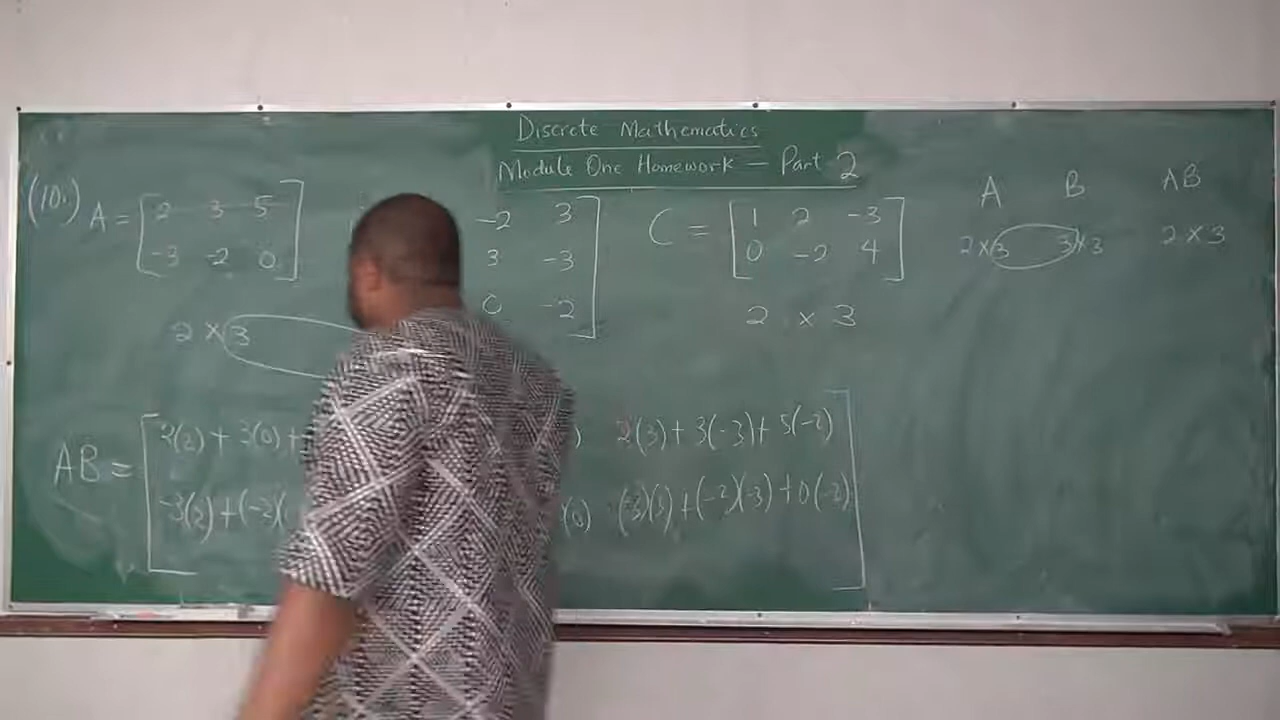 Discrete Mathematics
Module One Homework - Part 2
(10.) A = [2 3 5
-3 -2 0]
2 x 3
-2 3
3 -3
0 -2
C = [1 2 -3
0 -2 4]
2 x 3
A B AB
2x3 3x3 2x3
AB = [2(2) + 3(0) + ) 2(3) + 3(-3) + 5(-2)
-3(2) + (-2)( (0) (-3)(3) + (-2)(-3) + 0(-2)]